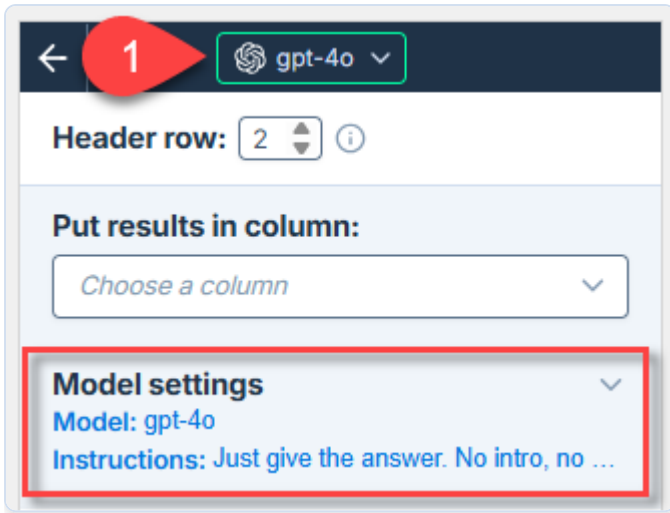 1 gpt-4o
Header row: 2
Put results in column:
Choose a column
Model settings
Model: gpt-4o
Instructions: Just give the answer. No intro, no ...